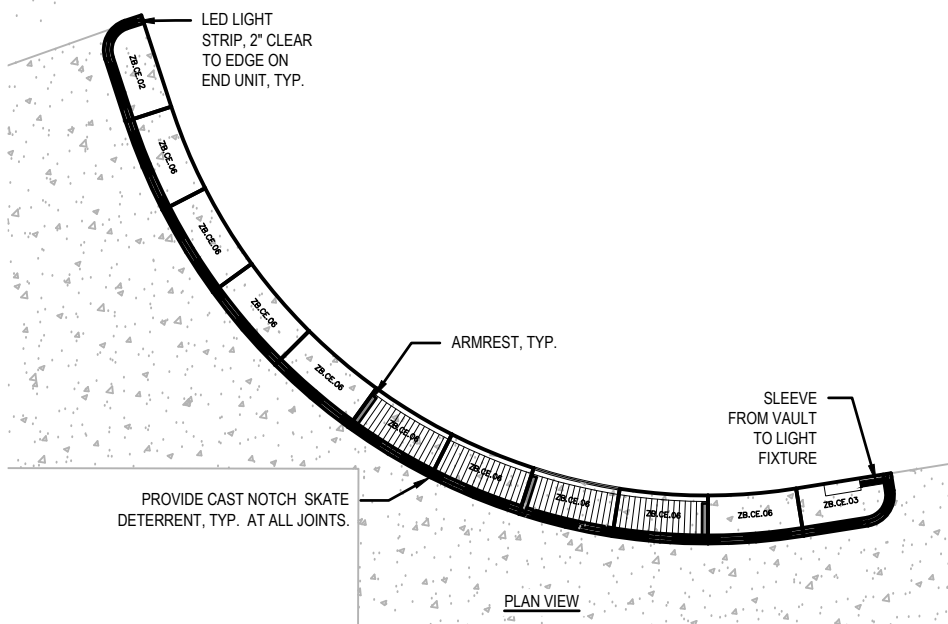 LED LIGHT
STRIP, 2" CLEAR
TO EDGE ON
END UNIT, TYP.
ZB.CE.02
ZB.CE.06
ZB.CE.06
ZB.CE.06
ZB.CE.06
ARMREST, TYP.
ZB.CE.06
ZB.CE.06
ZB.CE.06
ZB.CE.06
ZB.CE.06
ZB.CE.03
SLEEVE
FROM VAULT
TO LIGHT
FIXTURE
PROVIDE CAST NOTCH SKATE
DETERRENT, TYP. AT ALL JOINTS.
PLAN VIEW